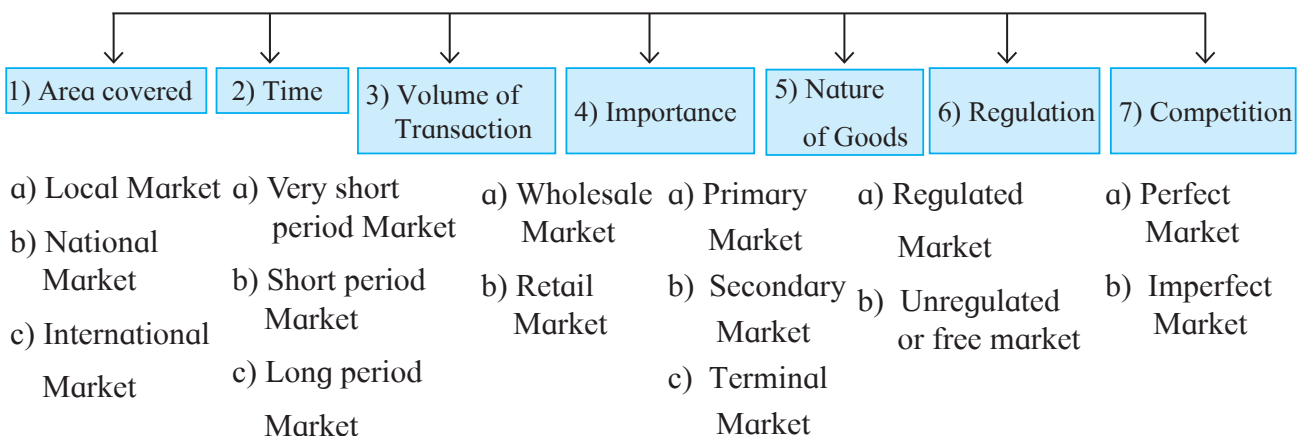 1) Area covered
2) Time
3) Volume of
Transaction
4) Importance
5) Nature
of Goods
6) Regulation
7) Competition
a) Local Market
b) National
Market
c) International
Market
a) Very short
period Market
b) Short period
Market
c) Long period
Market
a) Wholesale
Market
b) Retail
Market
a) Primary
Market
b) Secondary
Market
c) Terminal
Market
a) Regulated
Market
b) Unregulated
or free market
a) Perfect
Market
b) Imperfect
Market